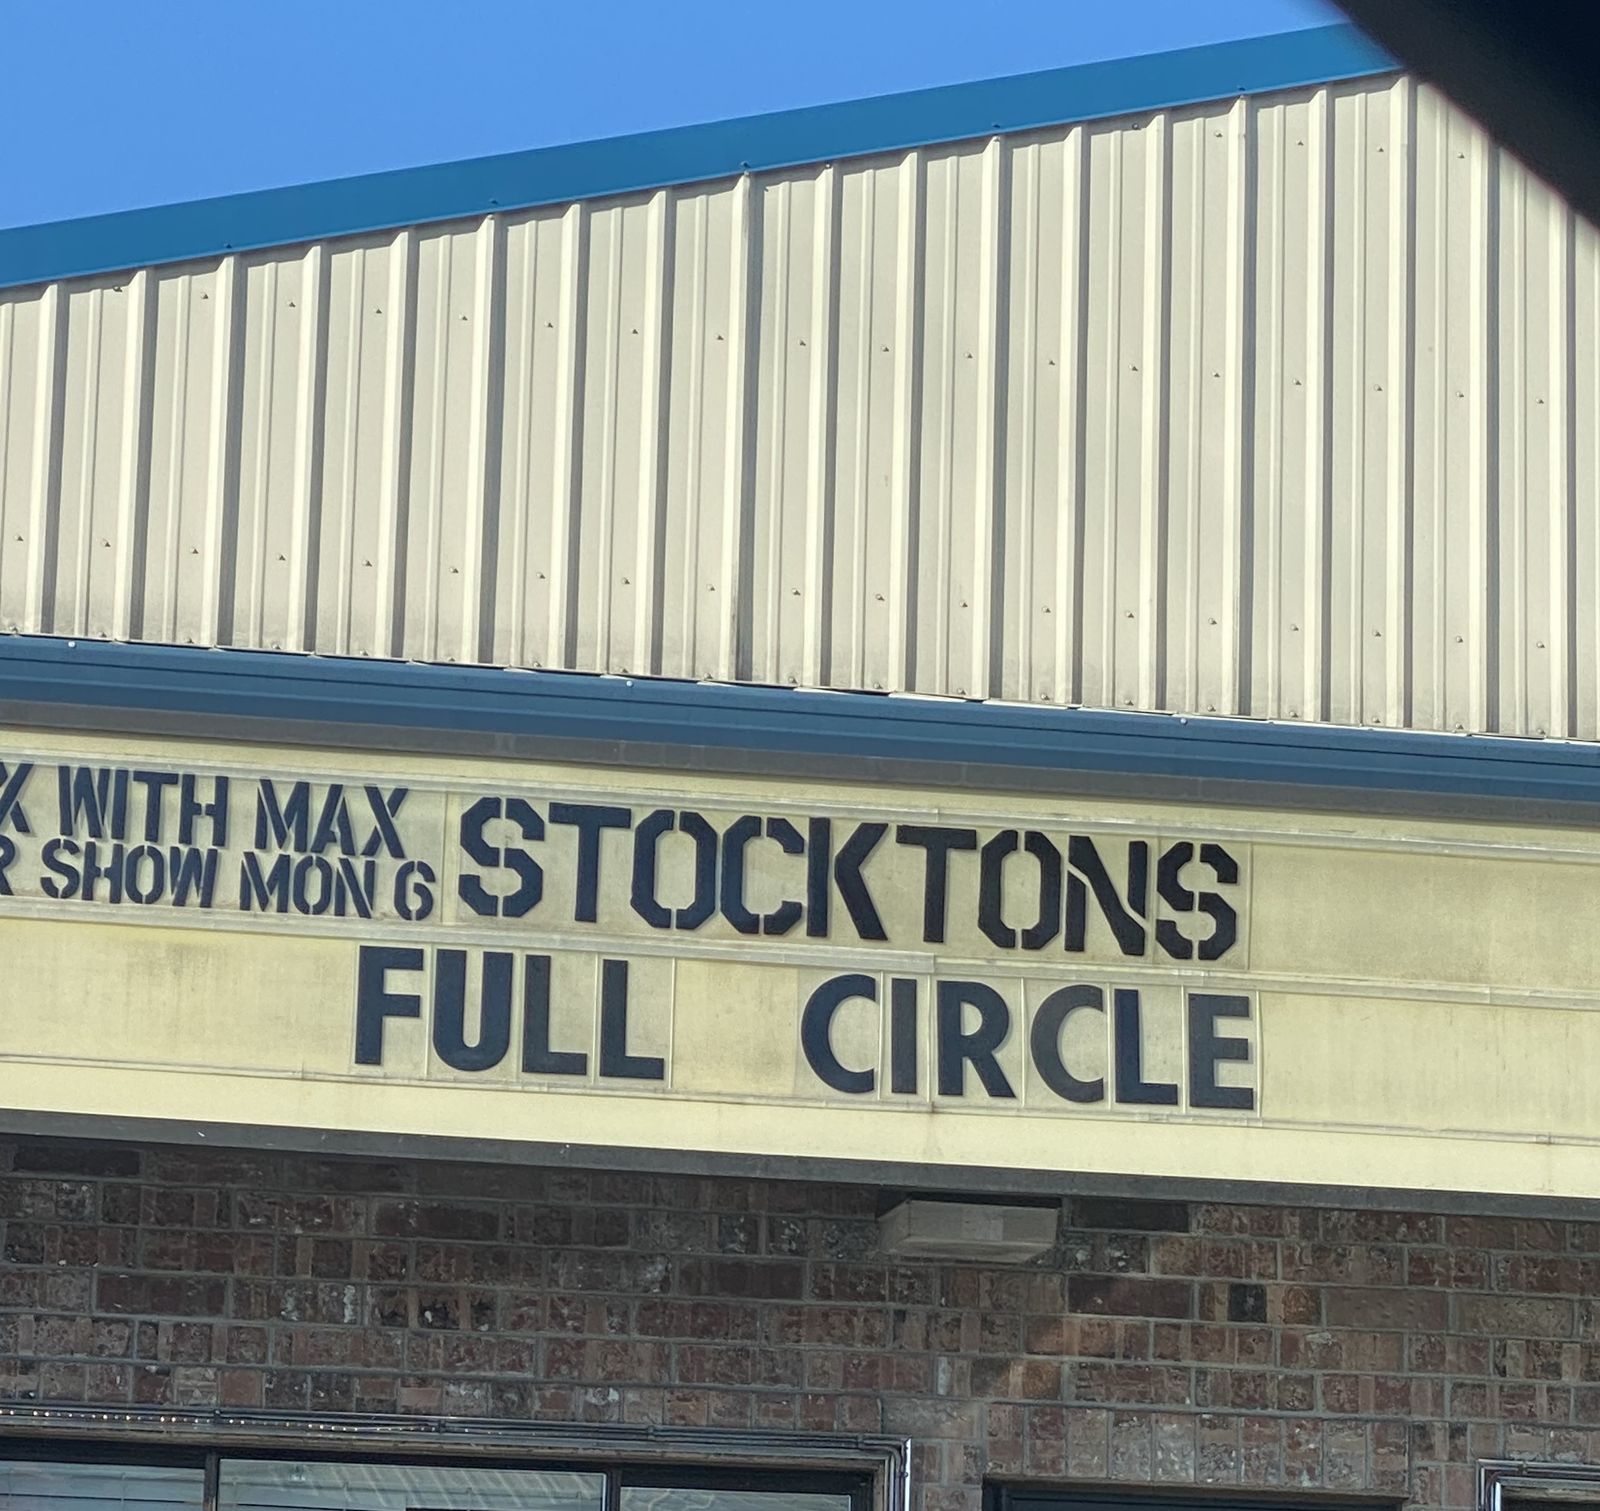 WITH MAX
SHOW MON 6
STOCKTONS
FULL CIRCLE